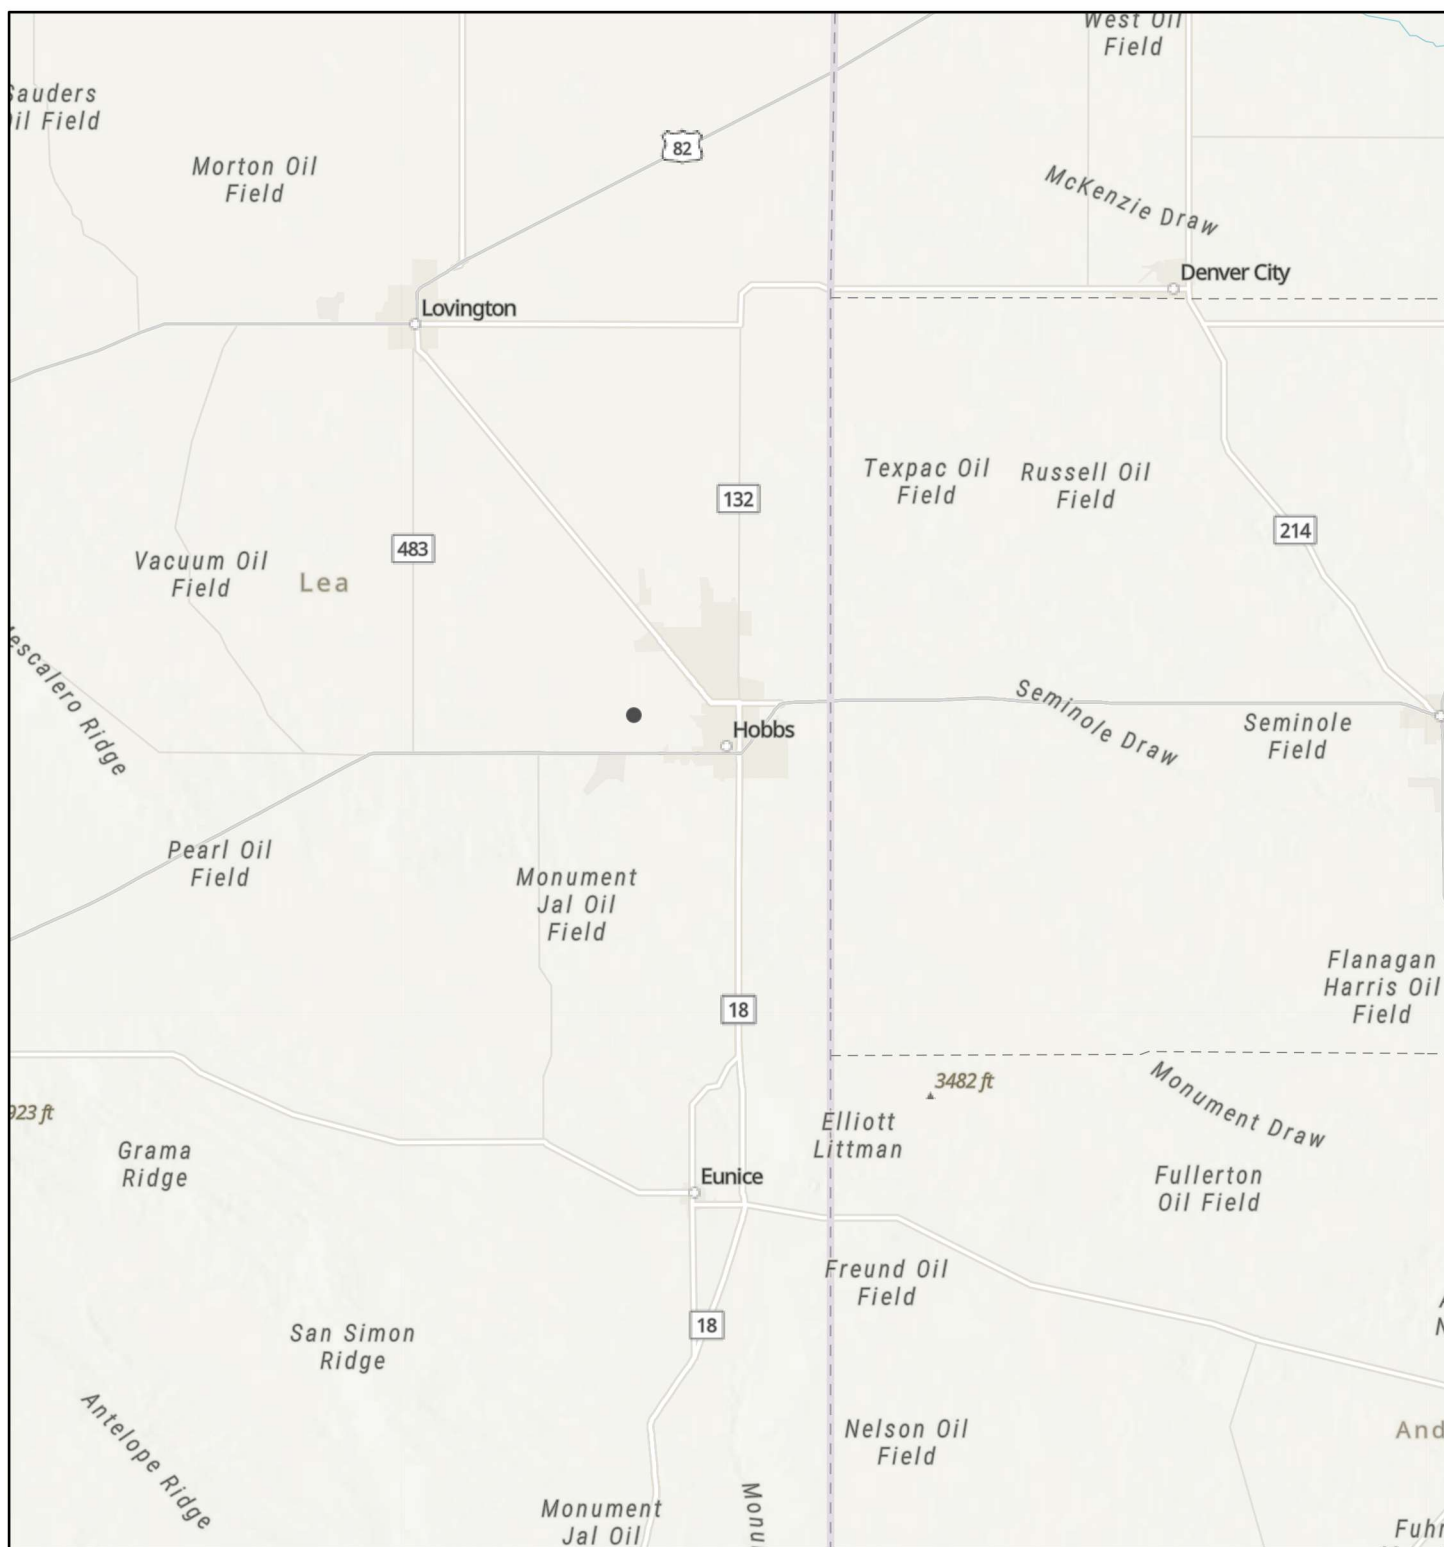 West Oil
Field
Sauders
Oil Field
82
Morton Oil
Field
McKenzie Draw
Denver City
Lovington
Texpac Oil
Field
Russell Oil
Field
132
214
483
Vacuum Oil
Field
Lea
Mescalero Ridge
Seminole Draw
Seminole
Field
Hobbs
Pearl Oil
Field
Monument
Jal Oil
Field
Flanagan
Harris Oil
Field
18
3482 ft
923 ft
Monument Draw
Elliott
Littman
Grama
Ridge
Eunice
Fullerton
Oil Field
Freund Oil
Field
18
San Simon
Ridge
Antelope Ridge
Nelson Oil
Field
And
Monument
Jal Oil
Monu
Fuhr